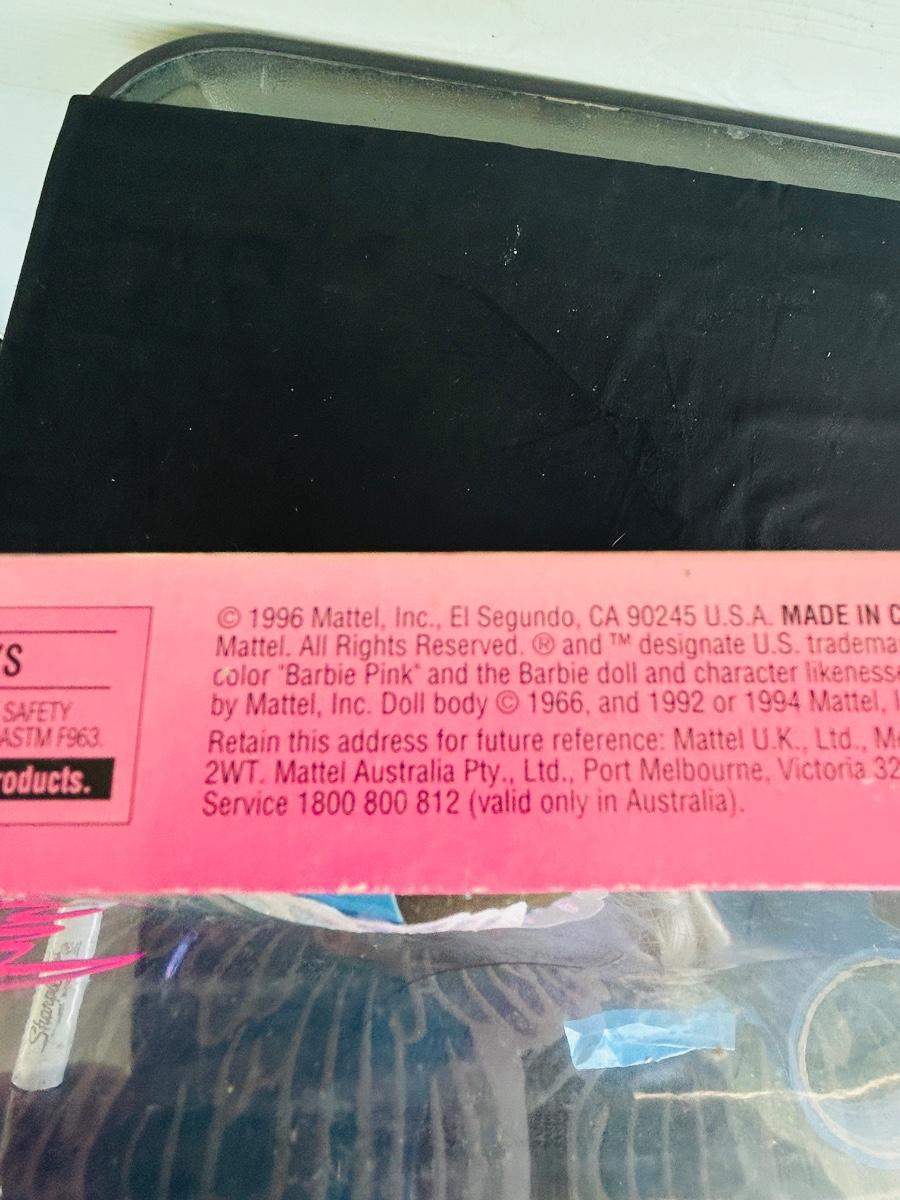 © 1996 Mattel, Inc., El Segundo, CA 90245 U.S.A. MADE IN C
Mattel. All Rights Reserved. ® and ™ designate U.S. tradema
color "Barbie Pink" and the Barbie doll and character likenesse
by Mattel, Inc. Doll body © 1966, and 1992 or 1994 Mattel, I
Retain this address for future reference: Mattel U.K., Ltd., Me
2WT. Mattel Australia Pty., Ltd., Port Melbourne, Victoria 32
Service 1800 800 812 (valid only in Australia).
'S
SAFETY
ASTM F963.
roducts.
Sharpie